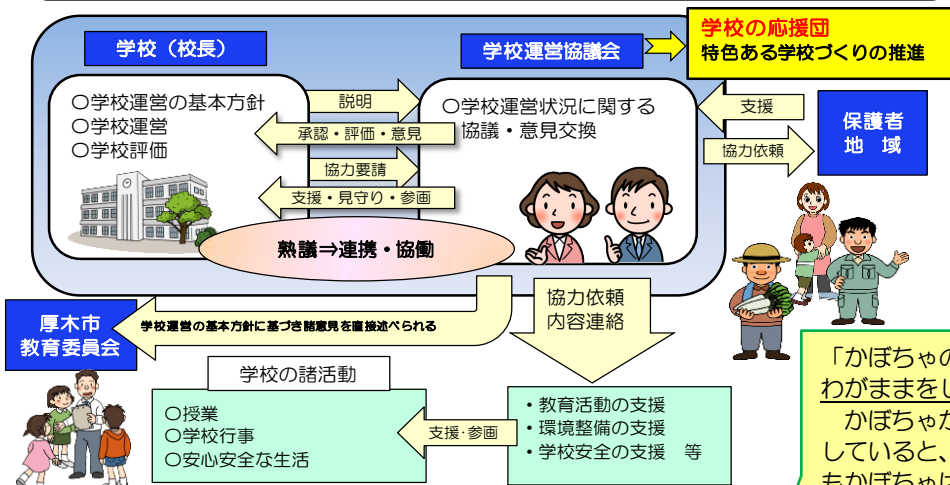 学校の応援団
特色ある学校づくりの推進
学校（校長）
学校運営協議会
〇学校運営の基本方針
〇学校運営
〇学校評価
説明
承認・評価・意見
協力要請
支援・見守り・参画
〇学校運営状況に関する
協議・意見交換
支援
協力依頼
保護者
地　域
熟議⇒連携・協働
厚木市
教育委員会
学校運営の基本方針に基づき諸意見を直接述べられる
協力依頼
内容連絡
学校の諸活動
〇授業
〇学校行事
〇安心安全な生活
支援・参画
・教育活動の支援
・環境整備の支援
・学校安全の支援　等
「かぼちゃの
わがままをし
かぼちゃが
していると、
もかぼちゃは